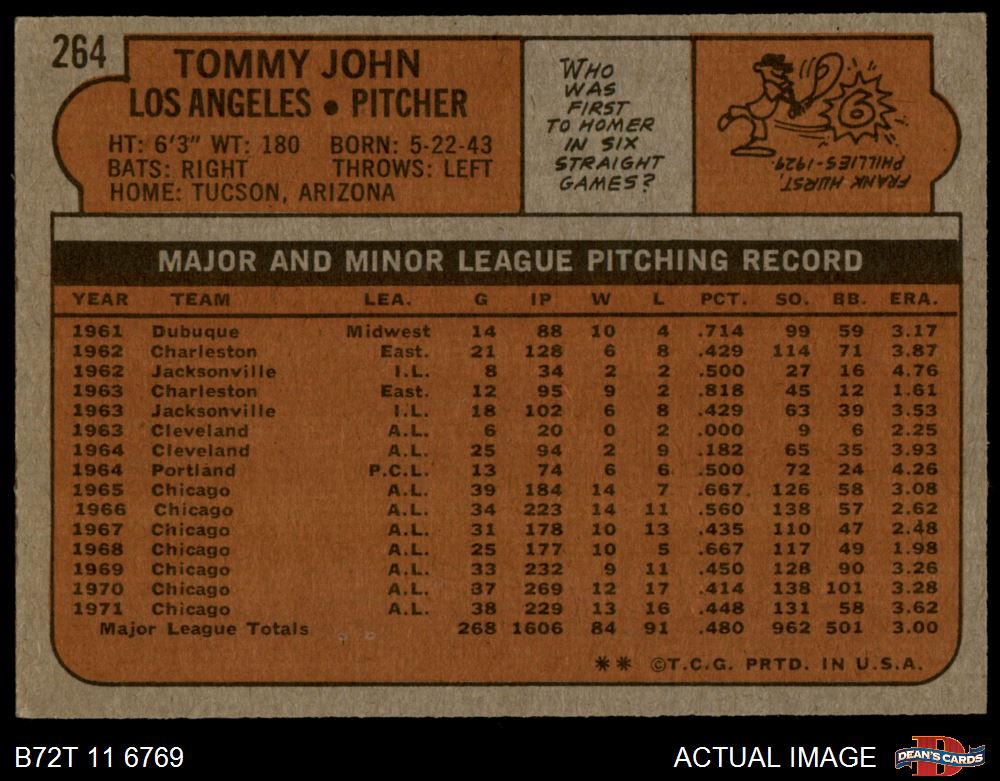 264
TOMMY JOHN
LOS ANGELES • PITCHER
HT: 6'3" WT: 180 BORN: 5-22-43
BATS: RIGHT THROWS: LEFT
HOME: TUCSON, ARIZONA
WHO
WAS
FIRST
TO HOMER
IN SIX
STRAIGHT
GAMES?
6
FRANK HURST,
PHILLIES-1929.
MAJOR AND MINOR LEAGUE PITCHING RECORD
YEAR TEAM LEA. G IP W L PCT. SO. BB. ERA.
1961 Dubuque Midwest 14 88 10 4 .714 99 59 3.17
1962 Charleston East. 21 128 6 8 .429 114 71 3.87
1962 Jacksonville I.L. 8 34 2 2 .500 27 16 4.76
1963 Charleston East. 12 95 9 2 .818 45 12 1.61
1963 Jacksonville I.L. 18 102 6 8 .429 63 39 3.53
1963 Cleveland A.L. 6 20 0 2 .000 9 6 2.25
1964 Cleveland A.L. 25 94 2 9 .182 65 35 3.93
1964 Portland P.C.L. 13 74 6 6 .500 72 24 4.26
1965 Chicago A.L. 39 184 14 7 .667 126 58 3.08
1966 Chicago A.L. 34 223 14 11 .560 138 57 2.62
1967 Chicago A.L. 31 178 10 13 .435 110 47 2.48
1968 Chicago A.L. 25 177 10 5 .667 117 49 1.98
1969 Chicago A.L. 33 232 9 11 .450 128 90 3.26
1970 Chicago A.L. 37 269 12 17 .414 138 101 3.28
1971 Chicago A.L. 38 229 13 16 .448 131 58 3.62
Major League Totals 268 1606 84 91 .480 962 501 3.00
** ©T.C.G. PRTD. IN U.S.A.
B72T 11 6769
ACTUAL IMAGE
D
DEAN'S CARDS